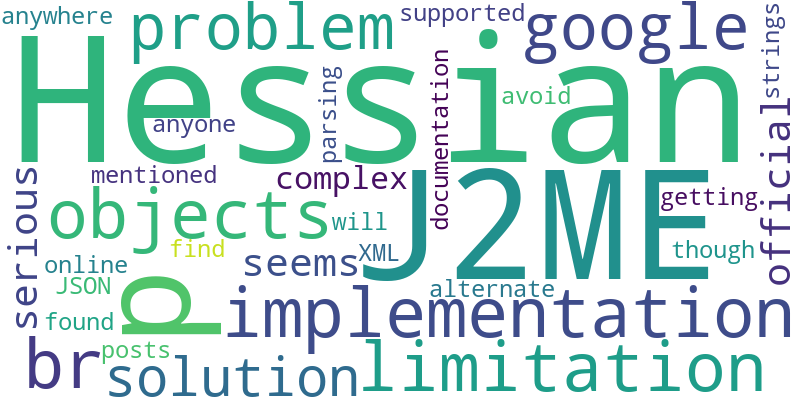 anywhere
problem
supported
google
strings
Hessian
parsing
documentation
avoid
anyone
official
mentioned
complex
J2ME
getting
serious
objects
will
find
seems
XML
though
online
JSON
p
alternate
implementation
found
br
posts
solution
limitation